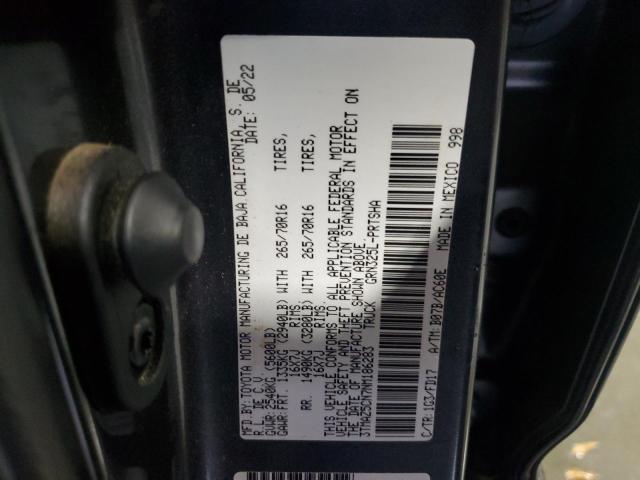 MFD.BY:TOYOTA MOTOR MANUFACTURING DE BAJA CALIFORNIA, S. DE
R.L. DE C.V. DATE: 05/22
GVWR:2540KG (5600LB)
GAWR:FRT. 1335KG (2940LB) WITH 265/70R16 TIRES,
16X7J RIMS,
RR. 1490KG (3280LB) WITH 265/70R16 TIRES,
16X7J RIMS,
THIS VEHICLE CONFORMS TO ALL APPLICABLE FEDERAL MOTOR
VEHICLE SAFETY AND THEFT PREVENTION STANDARDS IN EFFECT ON
THE DATE OF MANUFACTURE SHOWN ABOVE.
3TYRZ5CN7NM106283 TRUCK GRN325L-PRTSHA
C/TR:1G3/FD17 A/TM:B07B/AC60E MADE IN MEXICO 998